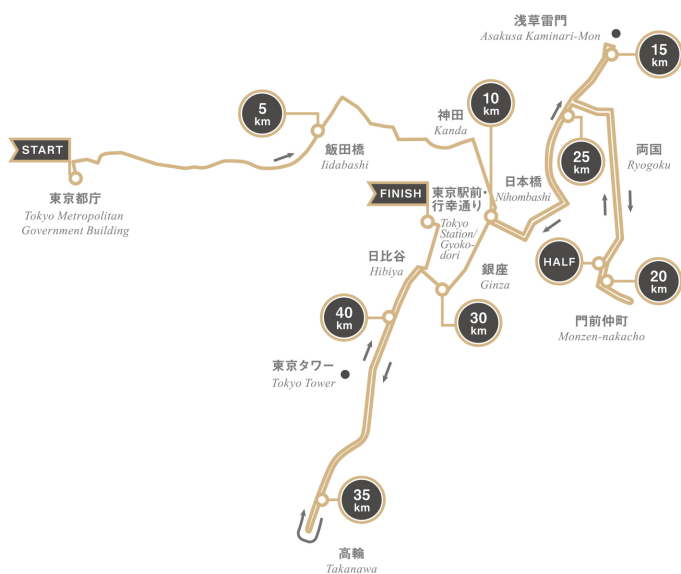 浅草雷門
Asakusa Kaminari-Mon
15
km
5
km
10
km
神田
Kanda
飯田橋
Iidabashi
START
東京都庁
Tokyo Metropolitan
Government Building
25
km
両国
Ryogoku
日本橋
Nihombashi
FINISH
東京駅前・
行幸通り
Tokyo
Station/
Gyoko-
dori
日比谷
Hibiya
銀座
Ginza
HALF
20
km
門前仲町
Monzen-nakacho
40
km
30
km
東京タワー
Tokyo Tower
35
km
高輪
Takanawa